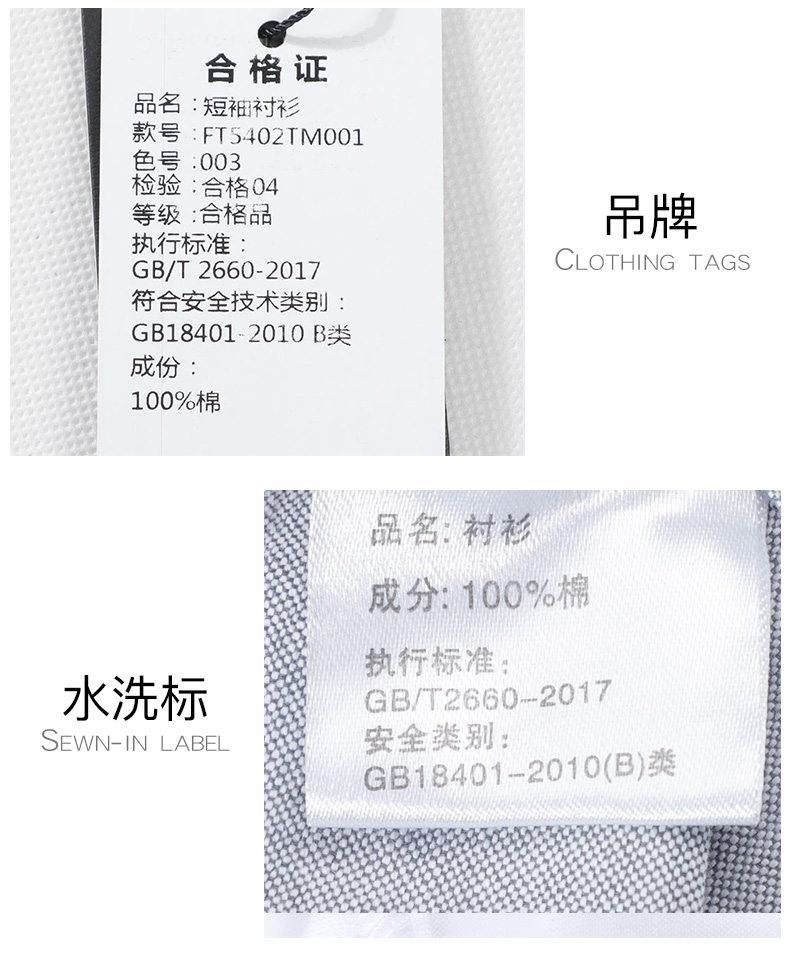 合格证
品名：短袖衬衫
款号：FT5402TM001
色号：003
检验：合格04
等级：合格品
执行标准：
GB/T 2660-2017
符合安全技术类别：
GB18401-2010 B类
成份：
100%棉
吊牌
CLOTHING TAGS
品名: 衬衫
成分: 100%棉
执行标准:
GB/T2660-2017
安全类别:
GB18401-2010(B)类
水洗标
SEWN-IN LABEL